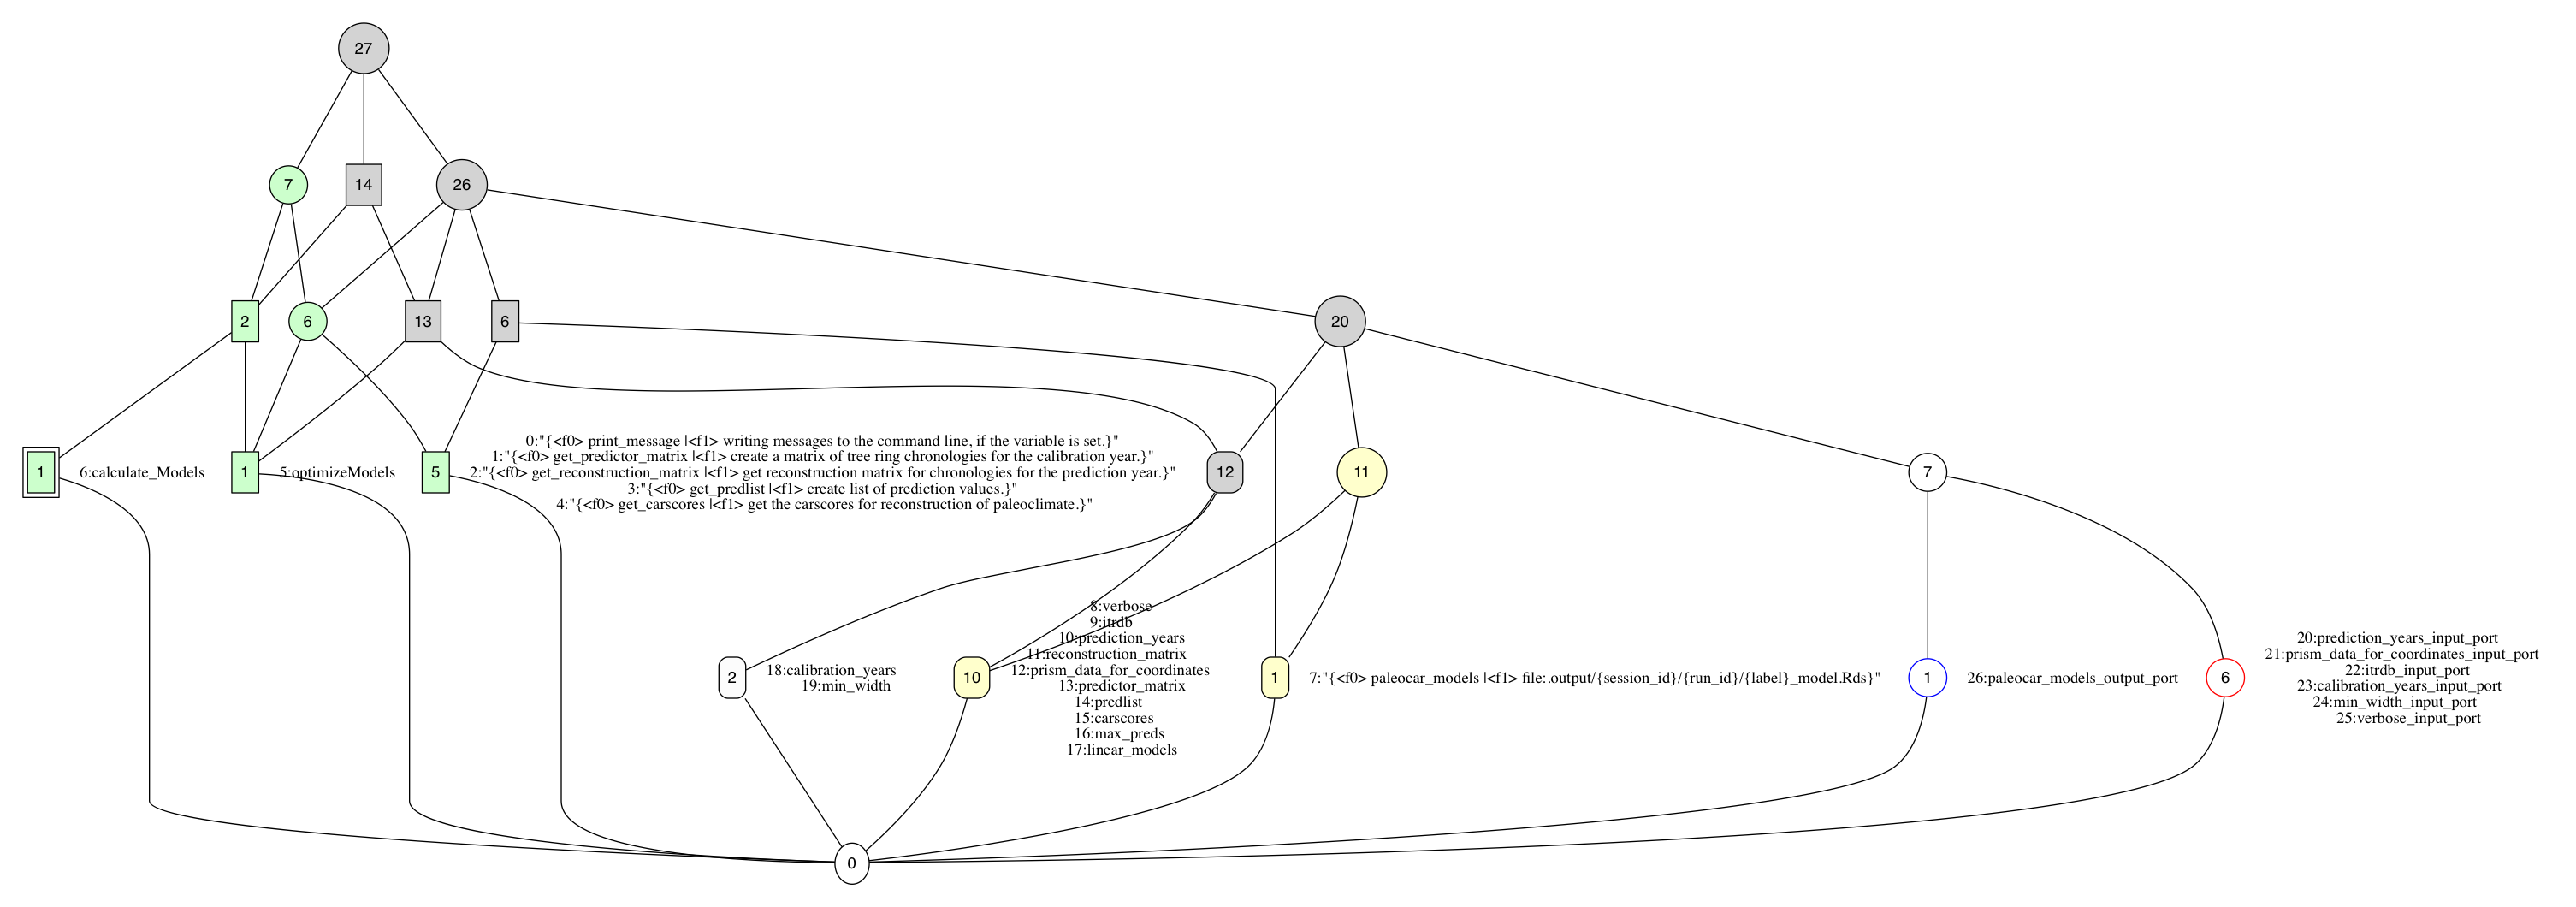 27
7
14
26
2
6
13
6
20
1
6:calculate_Models
1
5:optimizeModels
5
0:"{<f0> print_message |<f1> writing messages to the command line, if the variable is set.}"
1:"{<f0> get_predictor_matrix |<f1> create a matrix of tree ring chronologies for the calibration year.}"
2:"{<f0> get_reconstruction_matrix |<f1> get reconstruction matrix for chronologies for the prediction year.}"
3:"{<f0> get_predlist |<f1> create list of prediction values.}"
4:"{<f0> get_carscores |<f1> get the carscores for reconstruction of paleoclimate.}"
12
11
7
2
18:calibration_years
19:min_width
10
8:verbose
9:itrdb
10:prediction_years
11:reconstruction_matrix
12:prism_data_for_coordinates
13:predictor_matrix
14:predlist
15:carscores
16:max_preds
17:linear_models
1
7:"{<f0> paleocar_models |<f1> file:.output/{session_id}/{run_id}/{label}_model.Rds}"
1
26:paleocar_models_output_port
6
20:prediction_years_input_port
21:prism_data_for_coordinates_input_port
22:itrdb_input_port
23:calibration_years_input_port
24:min_width_input_port
25:verbose_input_port
0